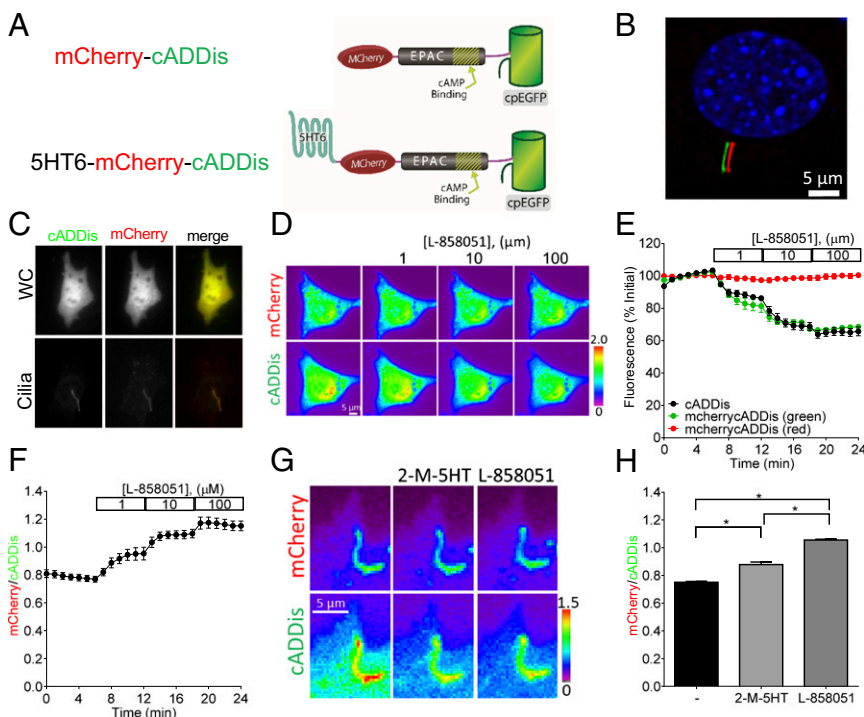 A
mCherry-cADDis
MCherry
EPAC
cAMP
Binding
cpEGFP
5HT6-mCherry-cADDis
5HT6
MCherry
EPAC
cAMP
Binding
cpEGFP
B
5 µm
C
cADDis mCherry merge
WC
Cilia
D
[L-858051], (µm)
1 10 100
mCherry
cADDis
5 µm
2.0
0
E
[L-858051], (µm)
1 10 100
Fluorescence (% Initial)
120
100
80
60
40
20
0
cADDis
mcherrycADDis (green)
mcherrycADDis (red)
0 4 8 12 16 20 24
Time (min)
F
[L-858051], (µM)
1 10 100
mCherry/cADDis
1.4
1.2
1.0
0.8
0.6
0.4
0.2
0.0
0 4 8 12 16 20 24
Time (min)
G
2-M-5HT L-858051
mCherry
cADDis
5 µm
1.5
0
H
mCherry/cADDis
1.4
1.2
1.0
0.8
0.6
0.4
0.2
0.0
*
*
*
- 2-M-5HT L-858051